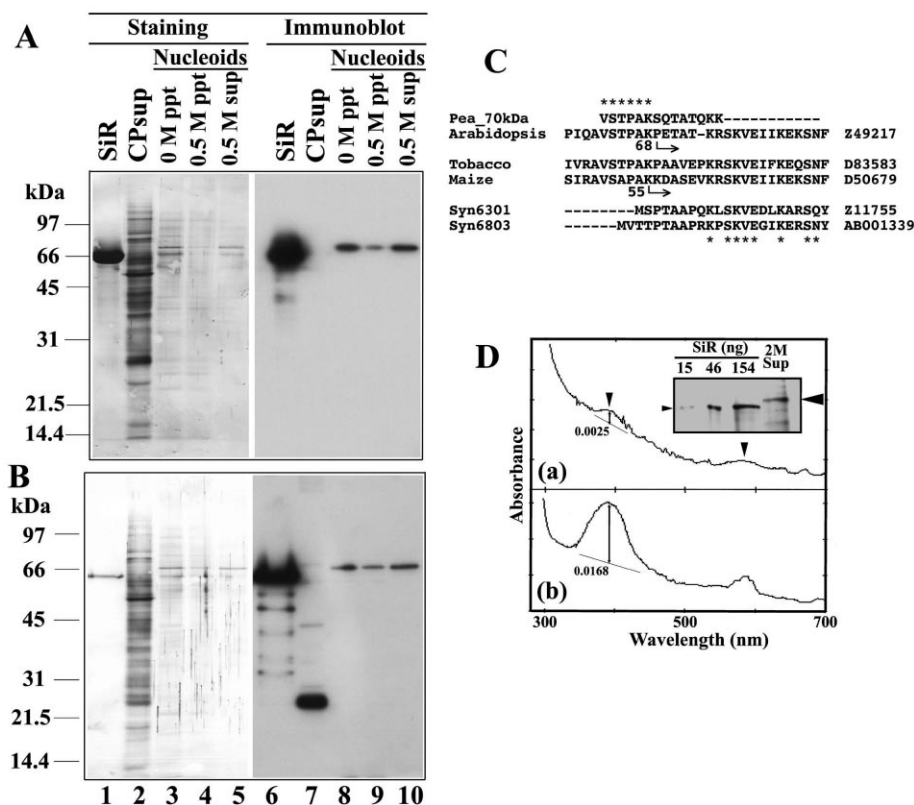 A
Staining
Immunoblot
Nucleoids
Nucleoids
SiR
CPsup
0 M ppt
0.5 M ppt
0.5 M sup
SiR
CPsup
0 M ppt
0.5 M ppt
0.5 M sup
kDa
97
66
45
31
21.5
14.4
B
kDa
97
66
45
31
21.5
14.4
1 2 3 4 5 6 7 8 9 10
C
******
Pea_70kDa VSTPAKSQTATQKK------------
Arabidopsis PIQAVSTPAKPETAT-KRSKVEIIKEKSNF Z49217
68
Tobacco IVRAVSTPAKPAAVEPKRSKVEIFKEQSNF D83583
Maize SIRAVSAPAKKDASEVKRSKVEIIKEKSNF D50679
55
Syn6301 ---------MSPTAAPQKLSKVEDLKARSQY Z11755
Syn6803 -------MVTTPTAAPRKPSKVEGIKERSNY AB001339
* **** * **
D
SiR (ng)
15 46 154
2M Sup
0.0025
(a)
Absorbance
0.0168
(b)
300 500 700
Wavelength (nm)